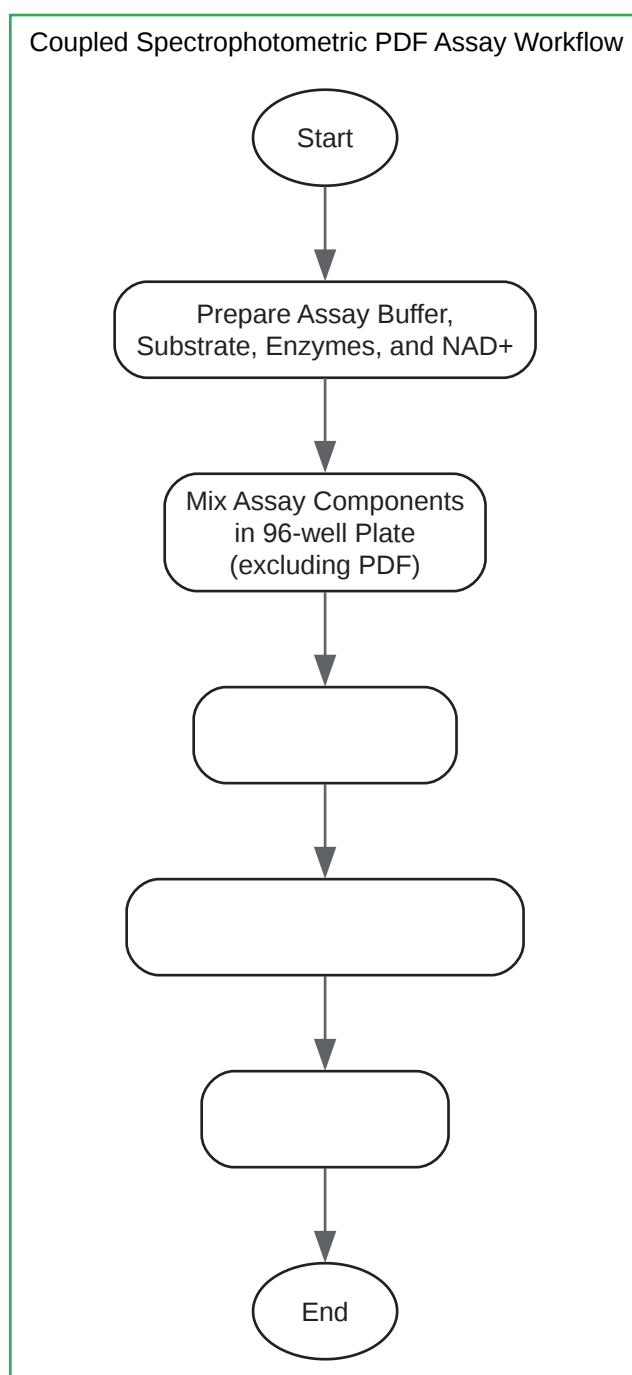 Coupled Spectrophotometric PDF Assay Workflow
Start
Prepare Assay Buffer,
Substrate, Enzymes, and NAD+
Mix Assay Components
in 96-well Plate
(excluding PDF)
End